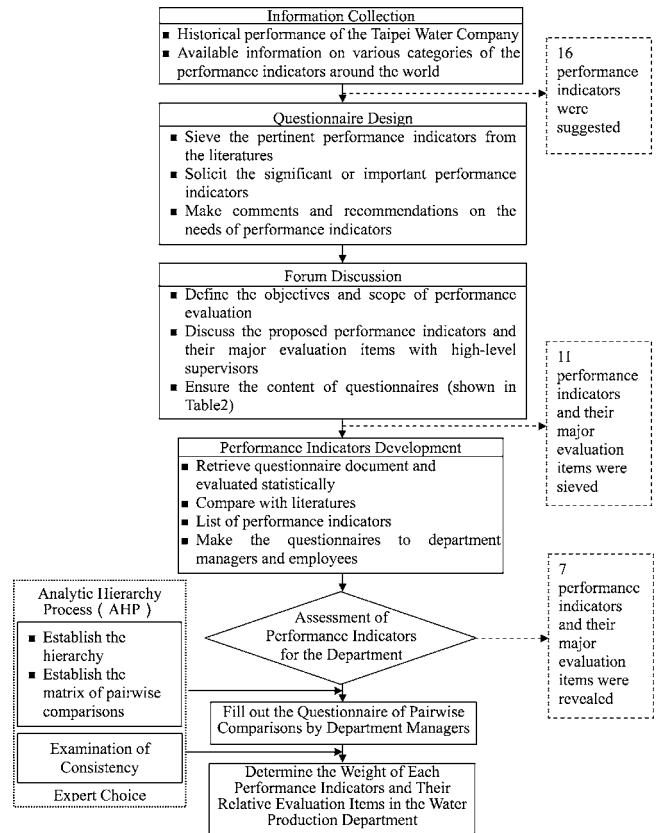 Information Collection
■ Historical performance of the Taipei Water Company
■ Available information on various categories of the
performance indicators around the world
16
performance
indicators
were
suggested
Questionnaire Design
■ Sieve the pertinent performance indicators from
the literatures
■ Solicit the significant or important performance
indicators
■ Make comments and recommendations on the
needs of performance indicators
Forum Discussion
■ Define the objectives and scope of performance
evaluation
■ Discuss the proposed performance indicators and
their major evaluation items with high-level
supervisors
■ Ensure the content of questionnaires (shown in
Table2)
11
performance
indicators
and their
major
evaluation
items were
sieved
Performance Indicators Development
■ Retrieve questionnaire document and
evaluated statistically
■ Compare with literatures
■ List of performance indicators
■ Make the questionnaires to department
managers and employees
Assessment of
Performance Indicators
for the Department
7
performance
indicators
and their
major
evaluation
items were
revealed
Analytic Hierarchy
Process ( AHP )
■ Establish the
hierarchy
■ Establish the
matrix of pairwise
comparisons
Fill out the Questionnaire of Pairwise
Comparisons by Department Managers
Examination of
Consistency
Expert Choice
Determine the Weight of Each
Performance Indicators and Their
Relative Evaluation Items in the Water
Production Department